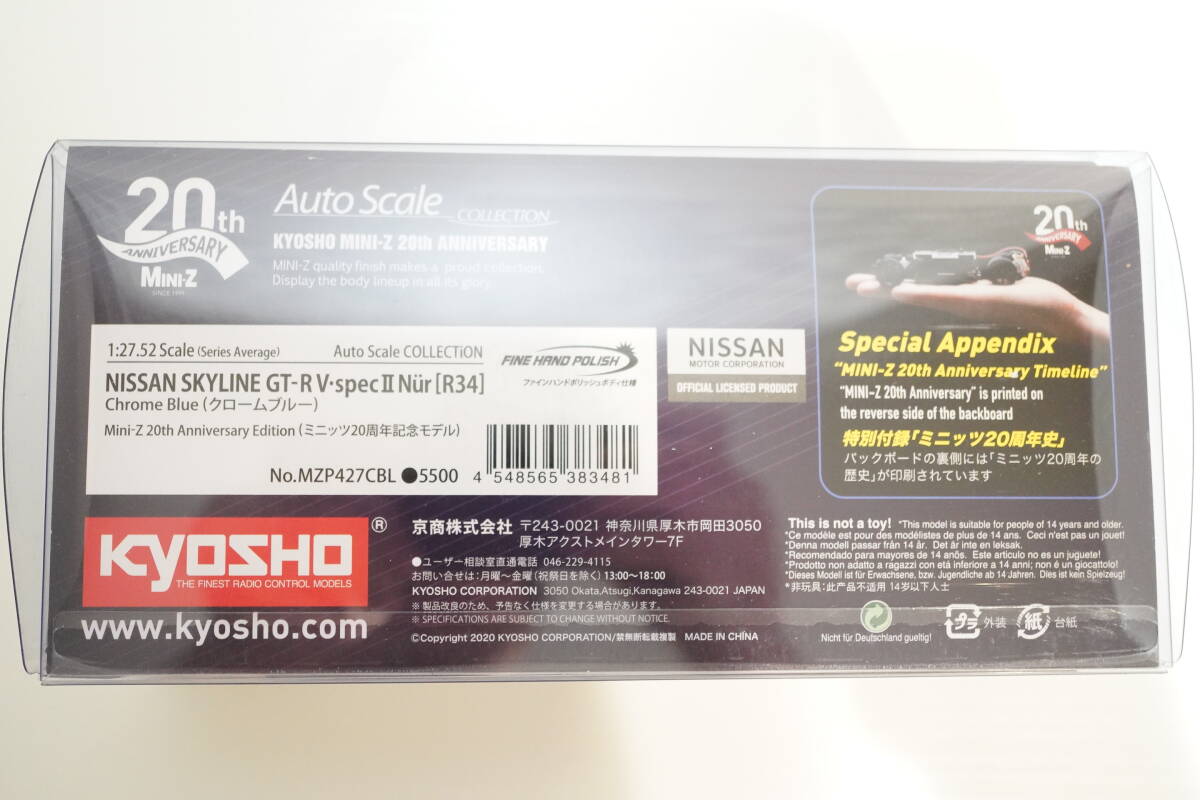 20th
ANNIVERSARY
MINI-Z
SINCE 1999
Auto Scale COLLECTION
KYOSHO MINI-Z 20th ANNIVERSARY
MINI-Z quality finish makes a proud collection.
Display the body lineup in all its glory.
1:27.52 Scale (Series Average) Auto Scale COLLECTiON
NISSAN SKYLINE GT-R V・specⅡ Nür [R34]
Chrome Blue (クロームブルー)
Mini-Z 20th Anniversary Edition (ミニッツ20周年記念モデル)
No.MZP427CBL ●5500
FINE HAND POLISH
ファインハンドポリッシュボディ仕様
4 548565 383481
NISSAN
MOTOR CORPORATION
OFFICIAL LICENSED PRODUCT
20th
ANNIVERSARY
MINI-Z
Special Appendix
"MINI-Z 20th Anniversary Timeline"
"MINI-Z 20th Anniversary" is printed on
the reverse side of the backboard
特別付録「ミニッツ20周年史」
バックボードの裏側には「ミニッツ20周年の
歴史」が印刷されています
KYOSHO ®
THE FINEST RADIO CONTROL MODELS
www.kyosho.com
京商株式会社 〒243-0021 神奈川県厚木市岡田3050
厚木アクストメインタワー7F
●ユーザー相談室直通電話 046-229-4115
お問い合せは:月曜~金曜(祝祭日を除く)13:00~18:00
KYOSHO CORPORATION 3050 Okata,Atsugi,Kanagawa 243-0021 JAPAN
※ 製品改良のため、予告なく仕様を変更する場合があります。
※ SPECIFICATIONS ARE SUBJECT TO CHANGE WITHOUT NOTICE.
©Copyright 2020 KYOSHO CORPORATION/禁無断転載複製 MADE IN CHINA
This is not a toy! *This model is suitable for people of 14 years and older.
*Ce modèle est pour des modélistes de plus de 14 ans. Ceci n'est pas un jouet!
*Denna modell passar från 14 år. Det är inte en leksak.
*Recomendado para mayores de 14 anõs. Este artículo no es un juguete!
*Prodotto non adatto a ragazzi con età inferiore a 14 anni; non é un giocattolo!
*Dieses Modell ist für Erwachsene, bzw. Jugendliche ab 14 Jahren. Dies ist kein Spielzeug!
*非玩具:此产品不适用 14岁以下人士
Nicht für Deutschland gueltig!
プラ 外装
紙 台紙